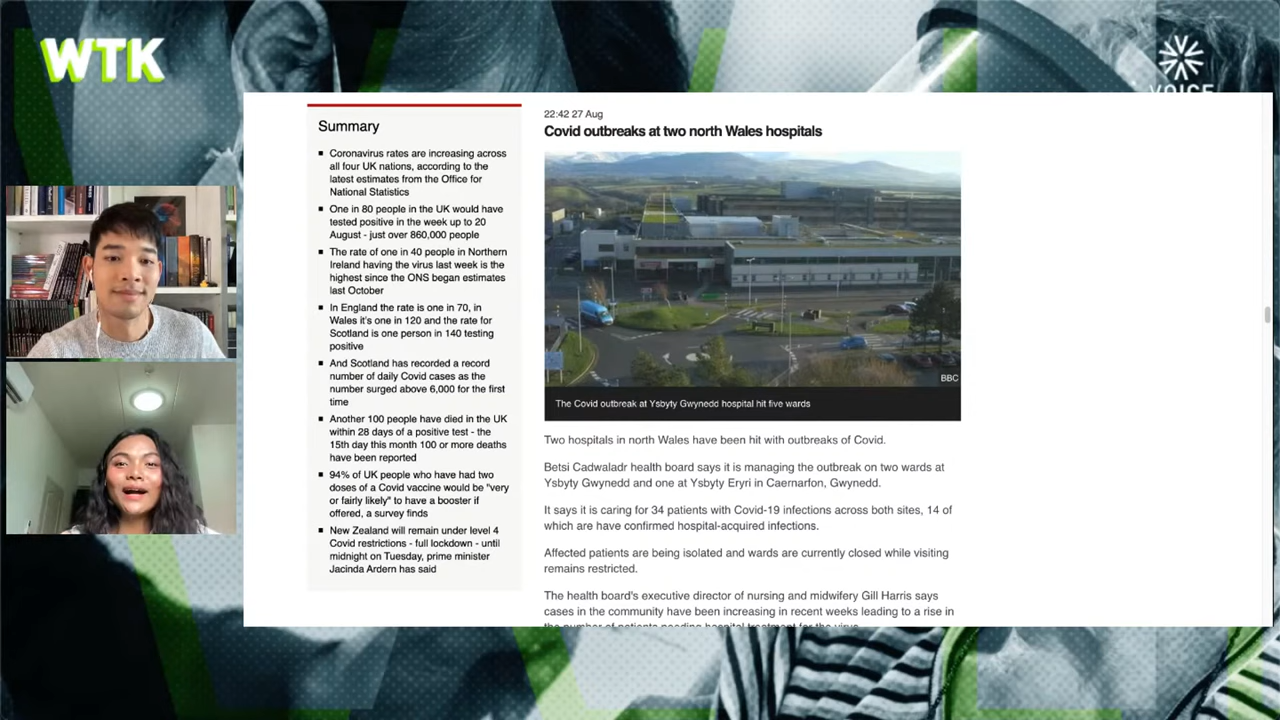 WTK
VOICE
Summary
Coronavirus rates are increasing across
all four UK nations, according to the
latest estimates from the Office for
National Statistics
One in 80 people in the UK would have
tested positive in the week up to 20
August - just over 860,000 people
The rate of one in 40 people in Northern
Ireland having the virus last week is the
highest since the ONS began estimates
last October
In England the rate is one in 70, in
Wales it's one in 120 and the rate for
Scotland is one person in 140 testing
positive
And Scotland has recorded a record
number of daily Covid cases as the
number surged above 6,000 for the first
time
Another 100 people have died in the UK
within 28 days of a positive test - the
15th day this month 100 or more deaths
have been reported
94% of UK people who have had two
doses of a Covid vaccine would be "very
or fairly likely" to have a booster if
offered, a survey finds
New Zealand will remain under level 4
Covid restrictions - full lockdown - until
midnight on Tuesday, prime minister
Jacinda Ardern has said
22:42 27 Aug
Covid outbreaks at two north Wales hospitals
BBC
The Covid outbreak at Ysbyty Gwynedd hospital hit five wards
Two hospitals in north Wales have been hit with outbreaks of Covid.
Betsi Cadwaladr health board says it is managing the outbreak on two wards at
Ysbyty Gwynedd and one at Ysbyty Eryri in Caernarfon, Gwynedd.
It says it is caring for 34 patients with Covid-19 infections across both sites, 14 of
which are have confirmed hospital-acquired infections.
Affected patients are being isolated and wards are currently closed while visiting
remains restricted.
The health board's executive director of nursing and midwifery Gill Harris says
cases in the community have been increasing in recent weeks leading to a rise in
the number of patients needing hospital treatment for the virus.